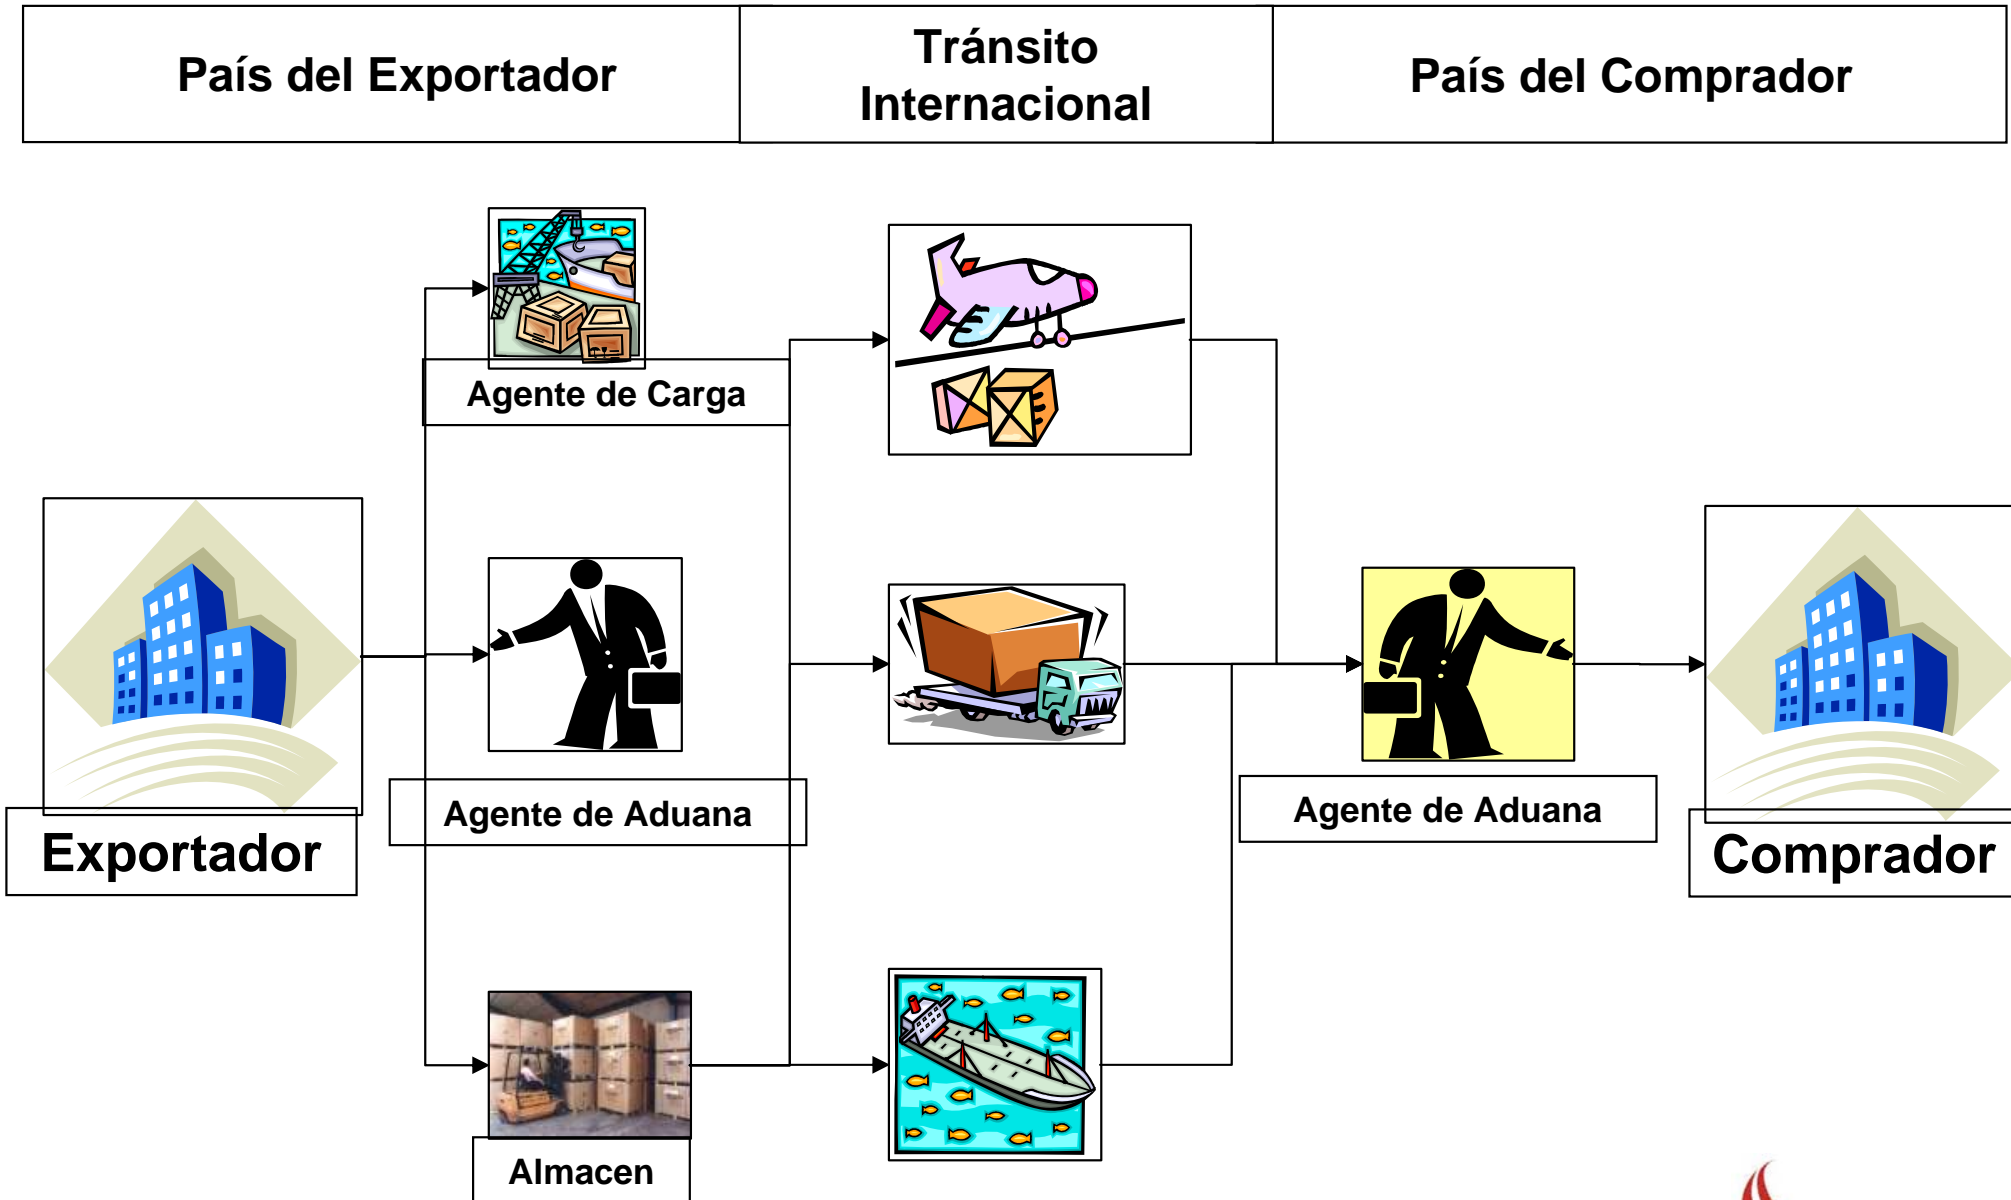 País del Exportador
Tránsito
Internacional
País del Comprador
Agente de Carga
Agente de Aduana
Agente de Aduana
Exportador
Comprador
Almacen